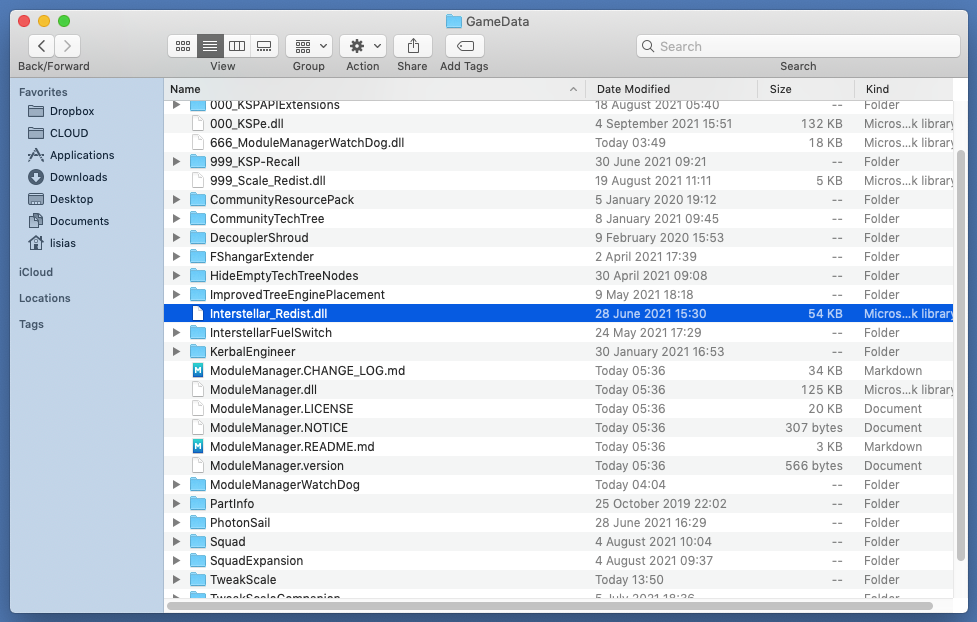 GameData
Search
Back/Forward View Group Action Share Add Tags Search
Favorites
Dropbox
CLOUD
Applications
Downloads
Desktop
Documents
lisias
iCloud
Locations
Tags
Name Date Modified Size Kind
000_KSPAPIExtensions 18 August 2021 05:40 -- Folder
000_KSPe.dll 4 September 2021 15:51 132 KB Micros...k library
666_ModuleManagerWatchDog.dll Today 03:49 18 KB Micros...k library
999_KSP-Recall 30 June 2021 09:21 -- Folder
999_Scale_Redist.dll 19 August 2021 11:11 5 KB Micros...k library
CommunityResourcePack 5 January 2020 19:12 -- Folder
CommunityTechTree 8 January 2021 09:45 -- Folder
DecouplerShroud 9 February 2020 15:53 -- Folder
FShangarExtender 2 April 2021 17:39 -- Folder
HideEmptyTechTreeNodes 30 April 2021 09:08 -- Folder
ImprovedTreeEnginePlacement 9 May 2021 18:18 -- Folder
Interstellar_Redist.dll 28 June 2021 15:30 54 KB Micros...k library
InterstellarFuelSwitch 24 May 2021 17:29 -- Folder
KerbalEngineer 30 January 2021 16:53 -- Folder
ModuleManager.CHANGE_LOG.md Today 05:36 34 KB Markdown
ModuleManager.dll Today 05:36 125 KB Micros...k library
ModuleManager.LICENSE Today 05:36 20 KB Document
ModuleManager.NOTICE Today 05:36 307 bytes Document
ModuleManager.README.md Today 05:36 3 KB Markdown
ModuleManager.version Today 05:36 566 bytes Document
ModuleManagerWatchDog Today 04:04 -- Folder
PartInfo 25 October 2019 22:02 -- Folder
PhotonSail 28 June 2021 16:29 -- Folder
Squad 4 August 2021 10:04 -- Folder
SquadExpansion 4 August 2021 09:37 -- Folder
TweakScale Today 13:50 -- Folder
TweakScaleCompanion 5 July 2021 18:36 -- Folder